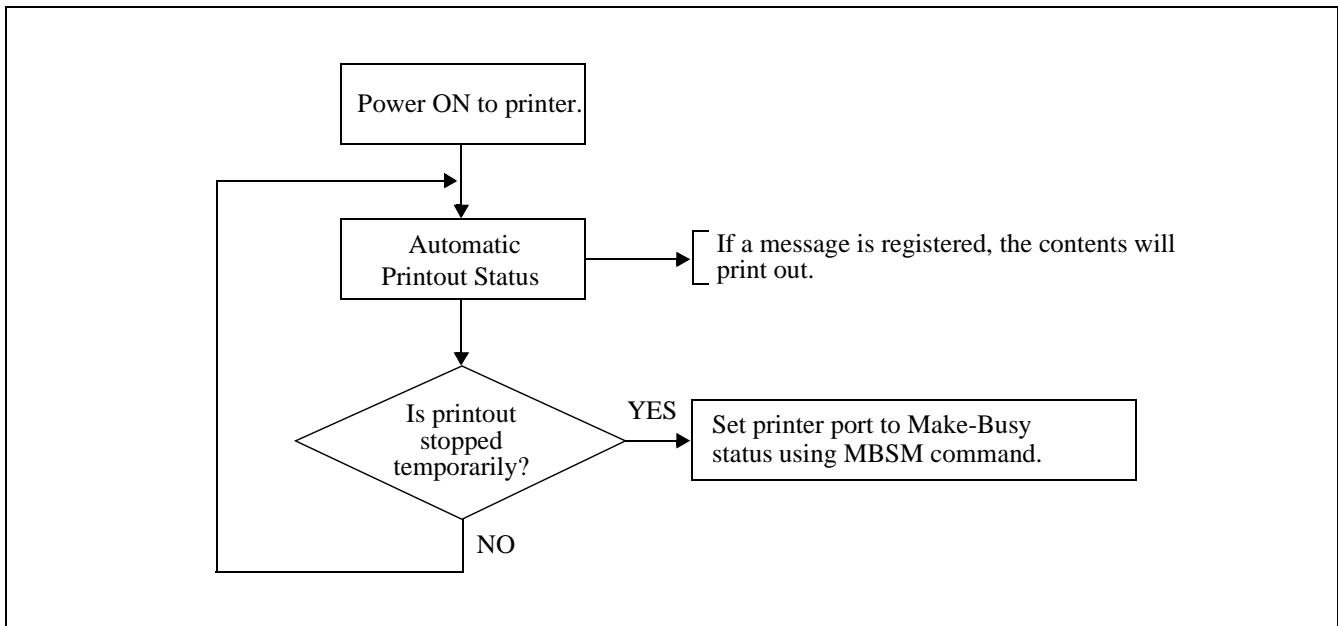 Power ON to printer.
Automatic
Printout Status
If a message is registered, the contents will
print out.
Is printout
stopped
temporarily?
YES
Set printer port to Make-Busy
status using MBSM command.
NO